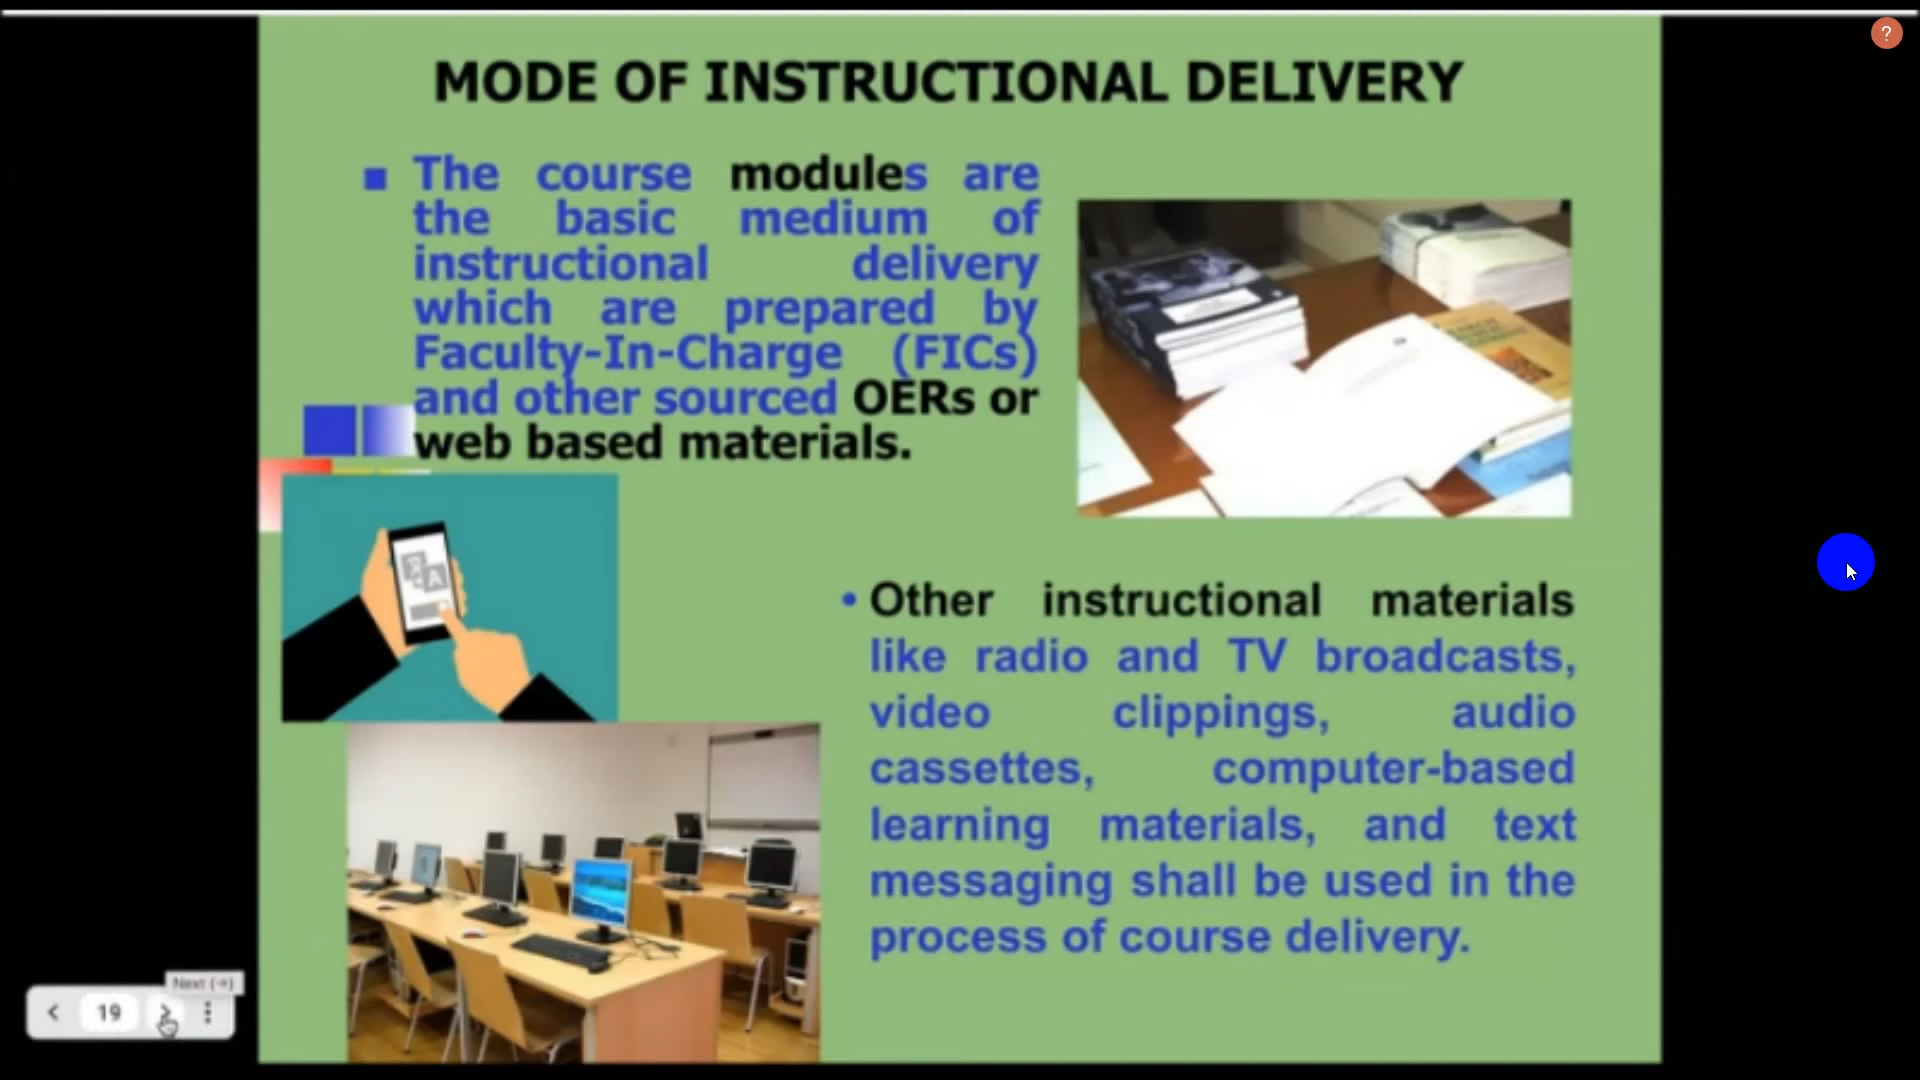 MODE OF INSTRUCTIONAL DELIVERY
The course modules are
the basic medium of
instructional delivery
which are prepared by
Faculty-In-Charge (FICs)
and other sourced OERs or
web based materials.
• Other instructional materials
like radio and TV broadcasts,
video clippings, audio
cassettes, computer-based
learning materials, and text
messaging shall be used in the
process of course delivery.
Next (→)
19
?